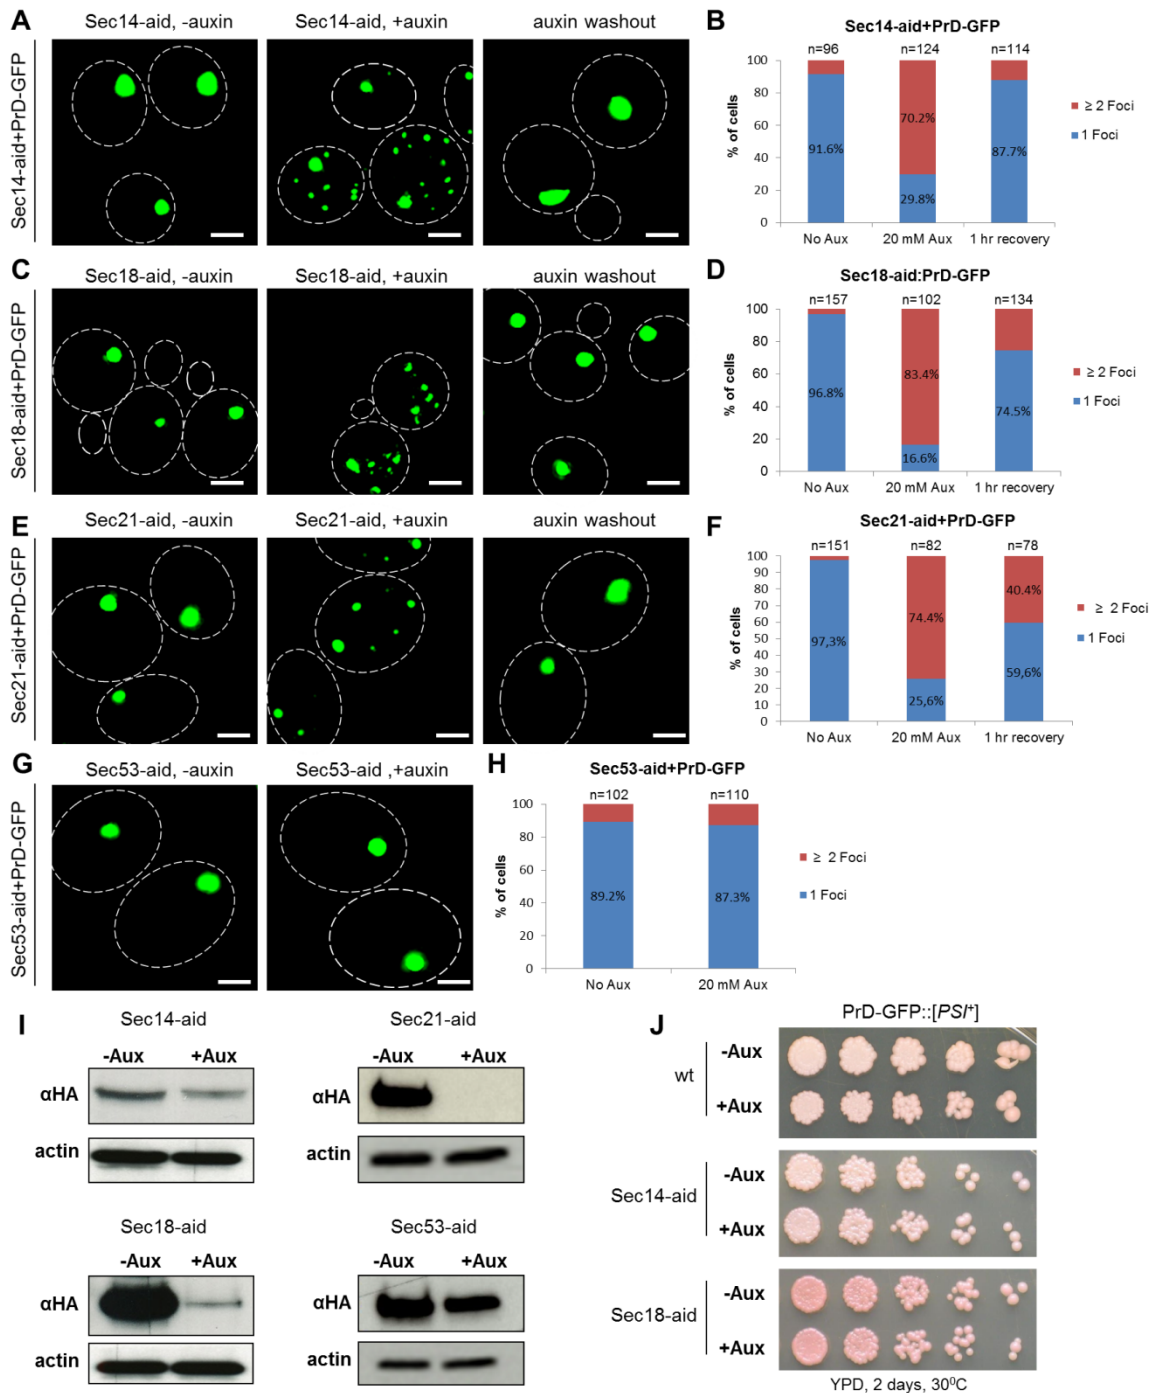 A
Sec14-aid, -auxin
Sec14-aid, +auxin
auxin washout
Sec14-aid+PrD-GFP
B
Sec14-aid+PrD-GFP
n=96
n=124
n=114
% of cells
100
80
60
40
20
0
91.6%
70.2%
29.8%
87.7%
No Aux
20 mM Aux
1 hr recovery
≥ 2 Foci
1 Foci
C
Sec18-aid, -auxin
Sec18-aid, +auxin
auxin washout
Sec18-aid+PrD-GFP
D
Sec18-aid:PrD-GFP
n=157
n=102
n=134
% of cells
100
80
60
40
20
0
96.8%
83.4%
16.6%
74.5%
No Aux
20 mM Aux
1 hr recovery
≥ 2 Foci
1 Foci
E
Sec21-aid, -auxin
Sec21-aid, +auxin
auxin washout
Sec21-aid+PrD-GFP
F
Sec21-aid+PrD-GFP
n=151
n=82
n=78
% of cells
100
90
80
70
60
50
40
30
20
10
0
97,3%
74.4%
25,6%
40.4%
59,6%
No Aux
20 mM Aux
1 hr recovery
≥ 2 Foci
1 Foci
G
Sec53-aid, -auxin
Sec53-aid ,+auxin
Sec53-aid+PrD-GFP
H
Sec53-aid+PrD-GFP
n=102
n=110
% of cells
100
80
60
40
20
0
89.2%
87.3%
No Aux
20 mM Aux
≥ 2 Foci
1 Foci
I
Sec14-aid
-Aux +Aux
αHA
actin
Sec21-aid
-Aux +Aux
αHA
actin
Sec18-aid
-Aux +Aux
αHA
actin
Sec53-aid
-Aux +Aux
αHA
actin
J
PrD-GFP::[PSI+]
wt
-Aux
+Aux
Sec14-aid
-Aux
+Aux
Sec18-aid
-Aux
+Aux
YPD, 2 days, 30⁰C